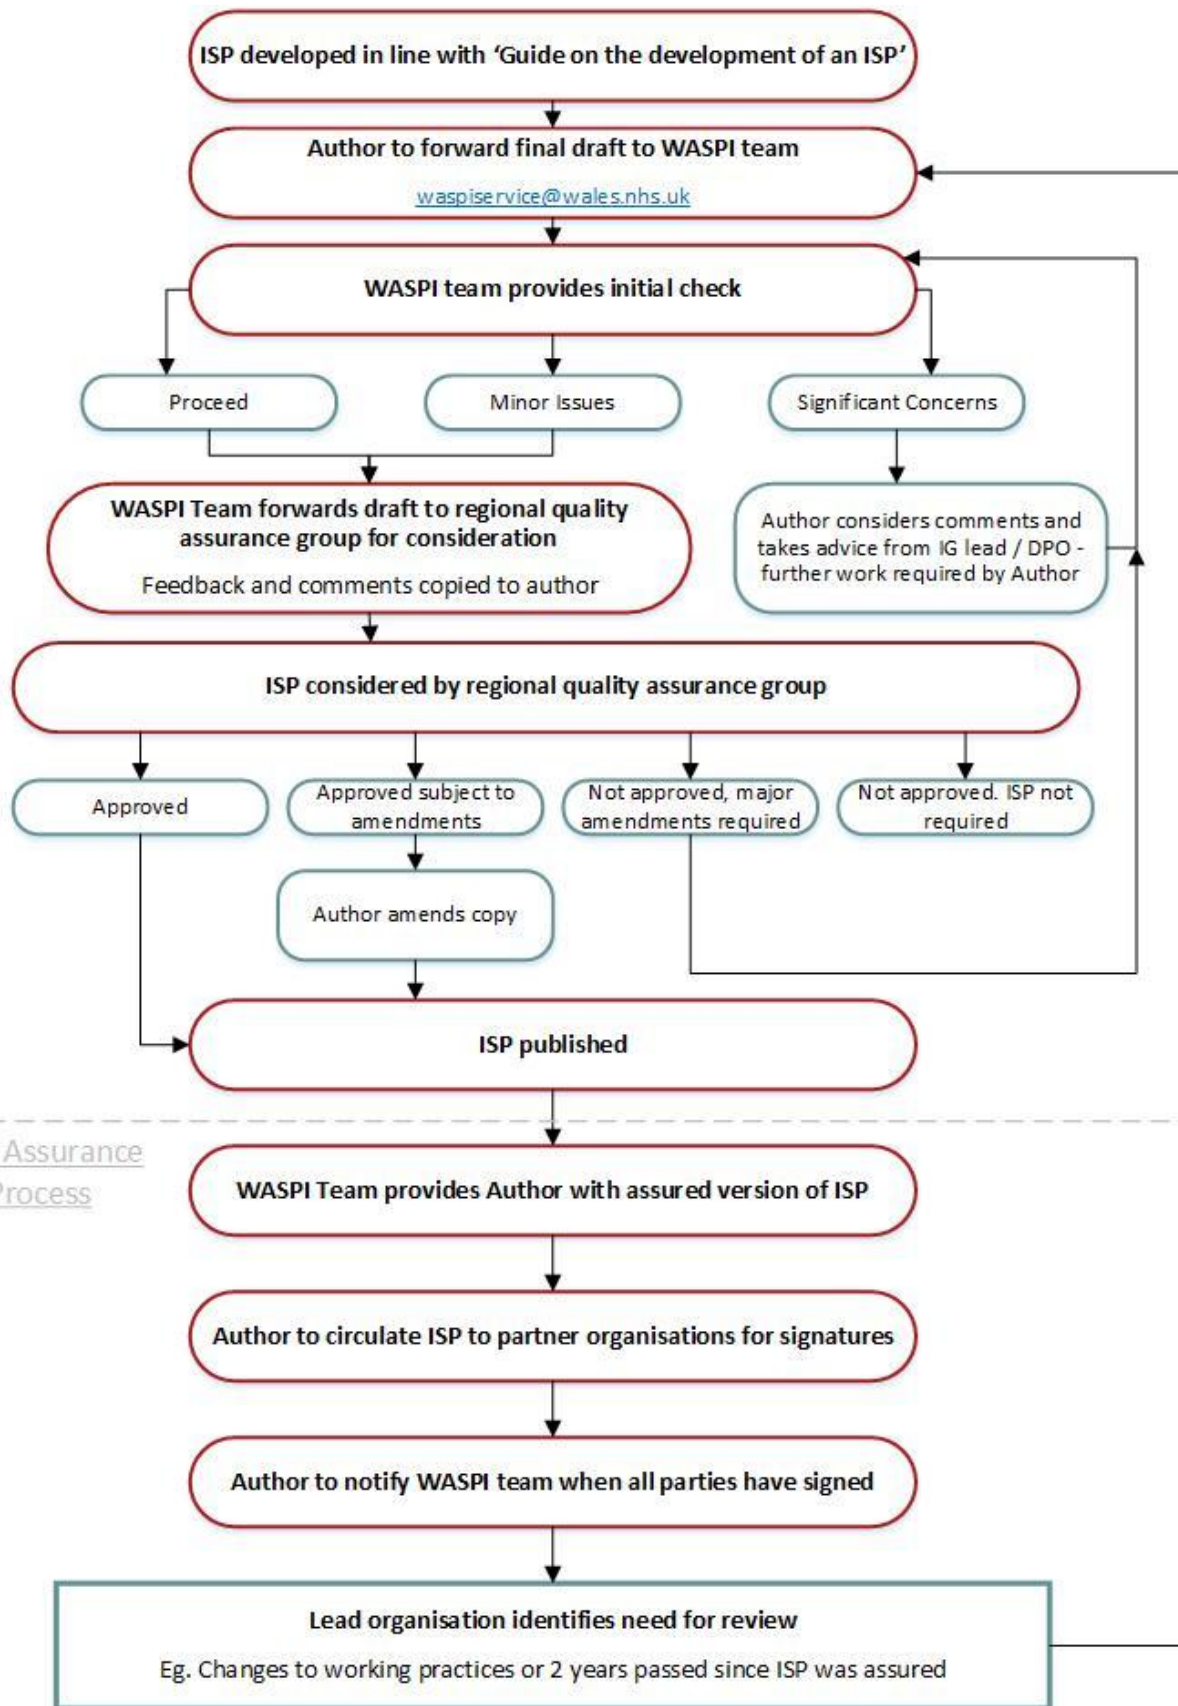 ISP developed in line with ‘Guide on the development of an ISP’
Author to forward final draft to WASPI team
waspiservice@wales.nhs.uk
WASPI team provides initial check
Proceed
Minor Issues
Significant Concerns
WASPI Team forwards draft to regional quality
assurance group for consideration
Feedback and comments copied to author
Author considers comments and
takes advice from IG lead / DPO -
further work required by Author
ISP considered by regional quality assurance group
Approved
Approved subject to
amendments
Not approved, major
amendments required
Not approved. ISP not
required
Author amends copy
ISP published
Assurance
Process
WASPI Team provides Author with assured version of ISP
Author to circulate ISP to partner organisations for signatures
Author to notify WASPI team when all parties have signed
Lead organisation identifies need for review
Eg. Changes to working practices or 2 years passed since ISP was assured